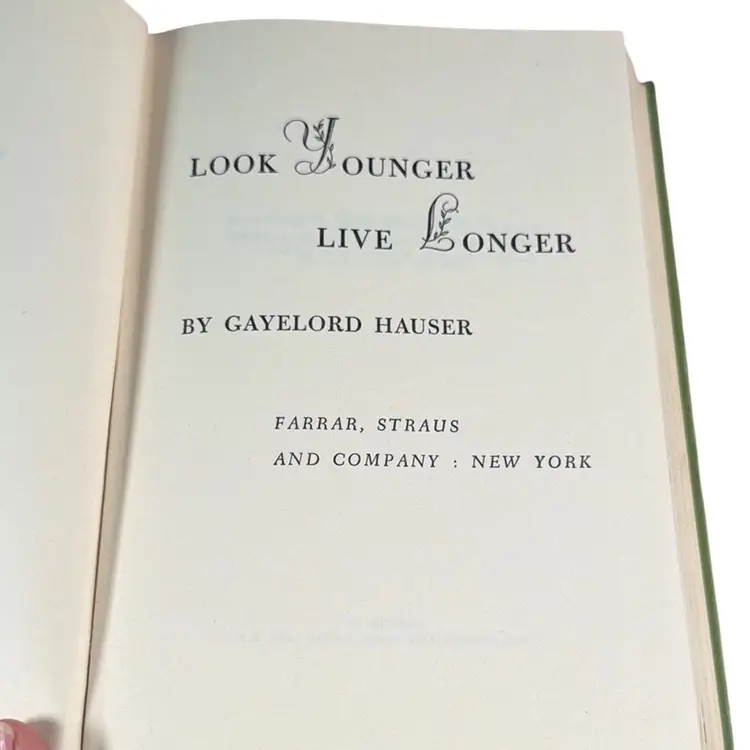 LOOK YOUNGER
LIVE LONGER
BY GAYELORD HAUSER
FARRAR, STRAUS
AND COMPANY : NEW YORK